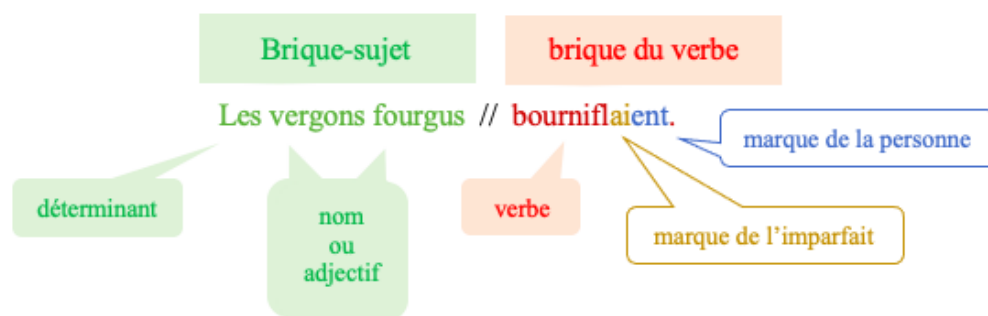 Brique-sujet
brique du verbe
Les vergons fourgus // bourniflaient.
marque de la personne
déterminant
nom
ou
adjectif
verbe
marque de l’imparfait